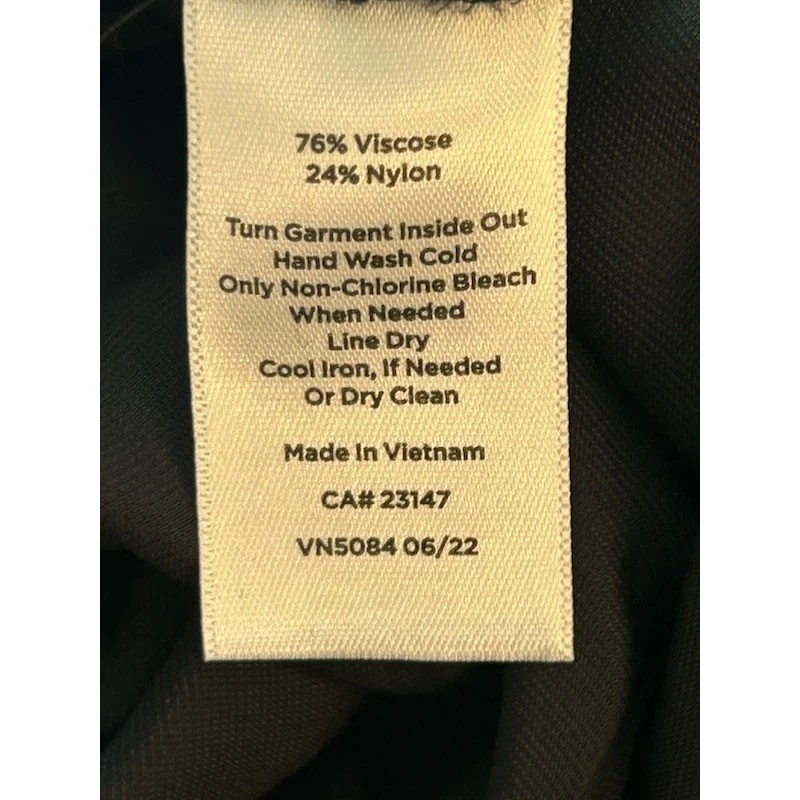 76% Viscose
24% Nylon
Turn Garment Inside Out
Hand Wash Cold
Only Non-Chlorine Bleach
When Needed
Line Dry
Cool Iron, If Needed
Or Dry Clean
Made In Vietnam
CA# 23147
VN5084 06/22